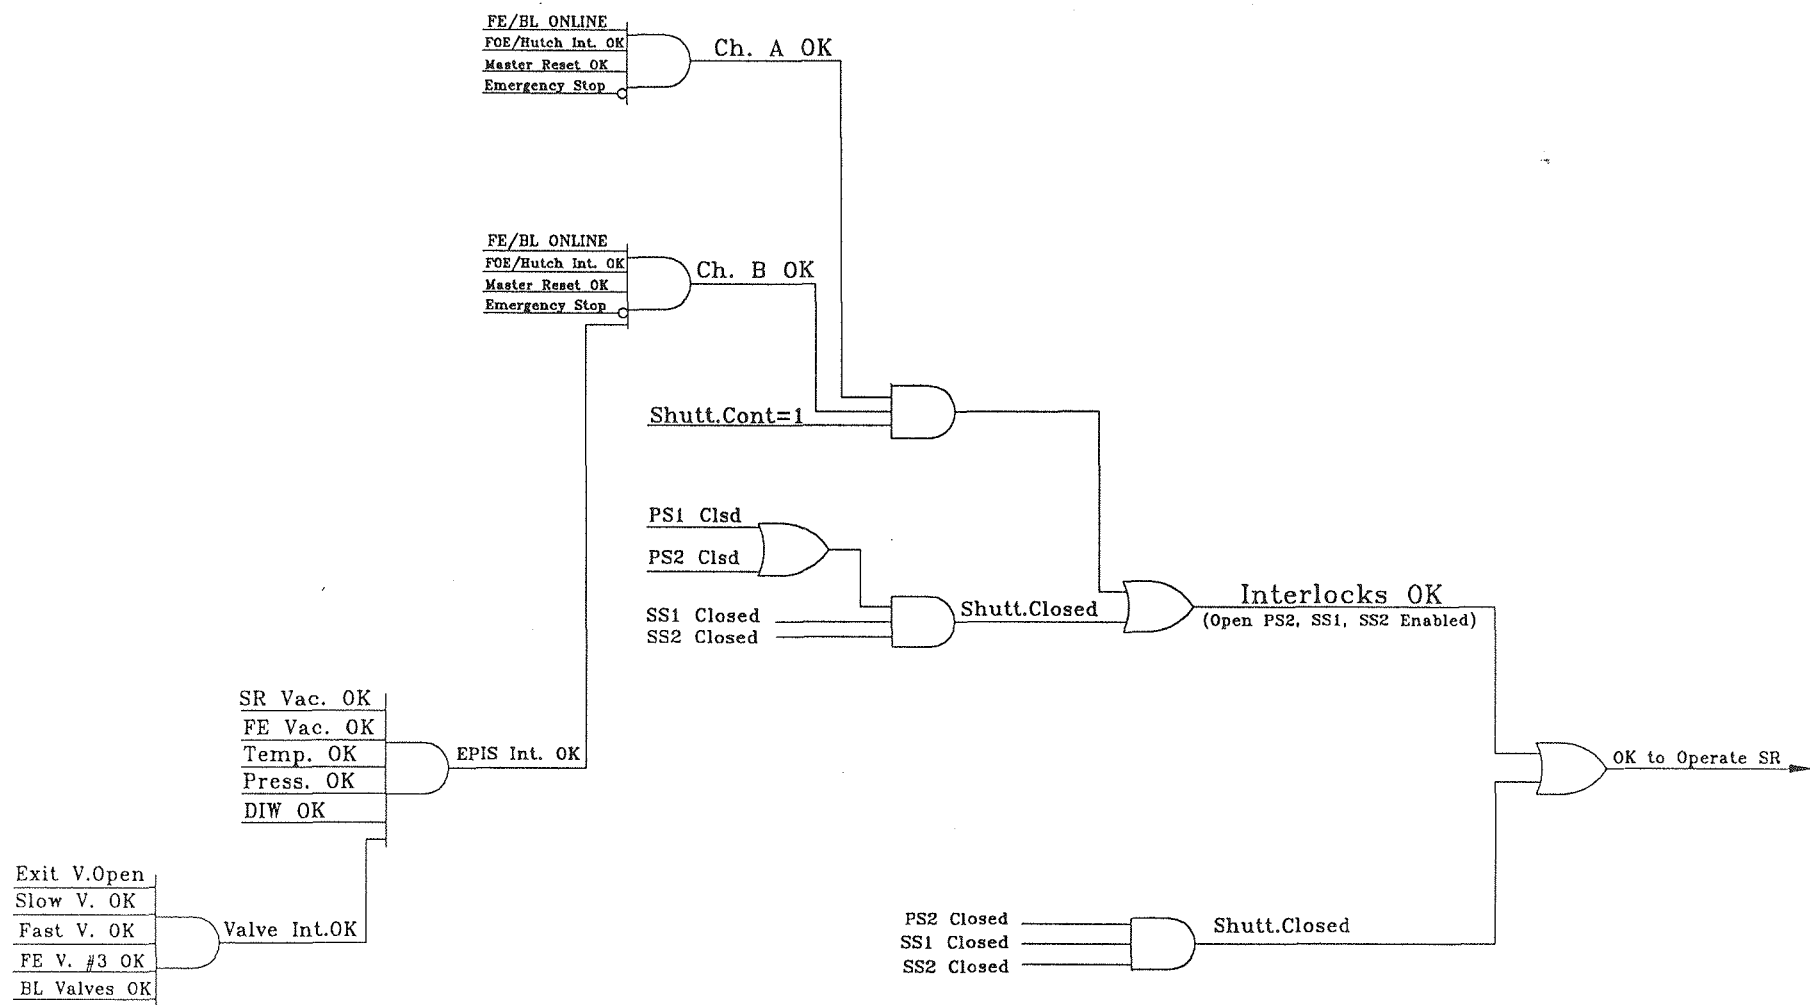 FE/BL ONLINE
FOE/Hutch Int. OK
Master Reset OK
Emergency Stop
Ch. A OK
FE/BL ONLINE
FOE/Hutch Int. OK
Master Reset OK
Emergency Stop
Ch. B OK
Shutt.Cont=1
PS1 Clsd
PS2 Clsd
SS1 Closed
SS2 Closed
Shutt.Closed
Interlocks OK
(Open PS2, SS1, SS2 Enabled)
SR Vac. OK
FE Vac. OK
Temp. OK
Press. OK
DIW OK
EPIS Int. OK
OK to Operate SR
Exit V.Open
Slow V. OK
Fast V. OK
FE V. #3 OK
BL Valves OK
Valve Int.OK
PS2 Closed
SS1 Closed
SS2 Closed
Shutt.Closed